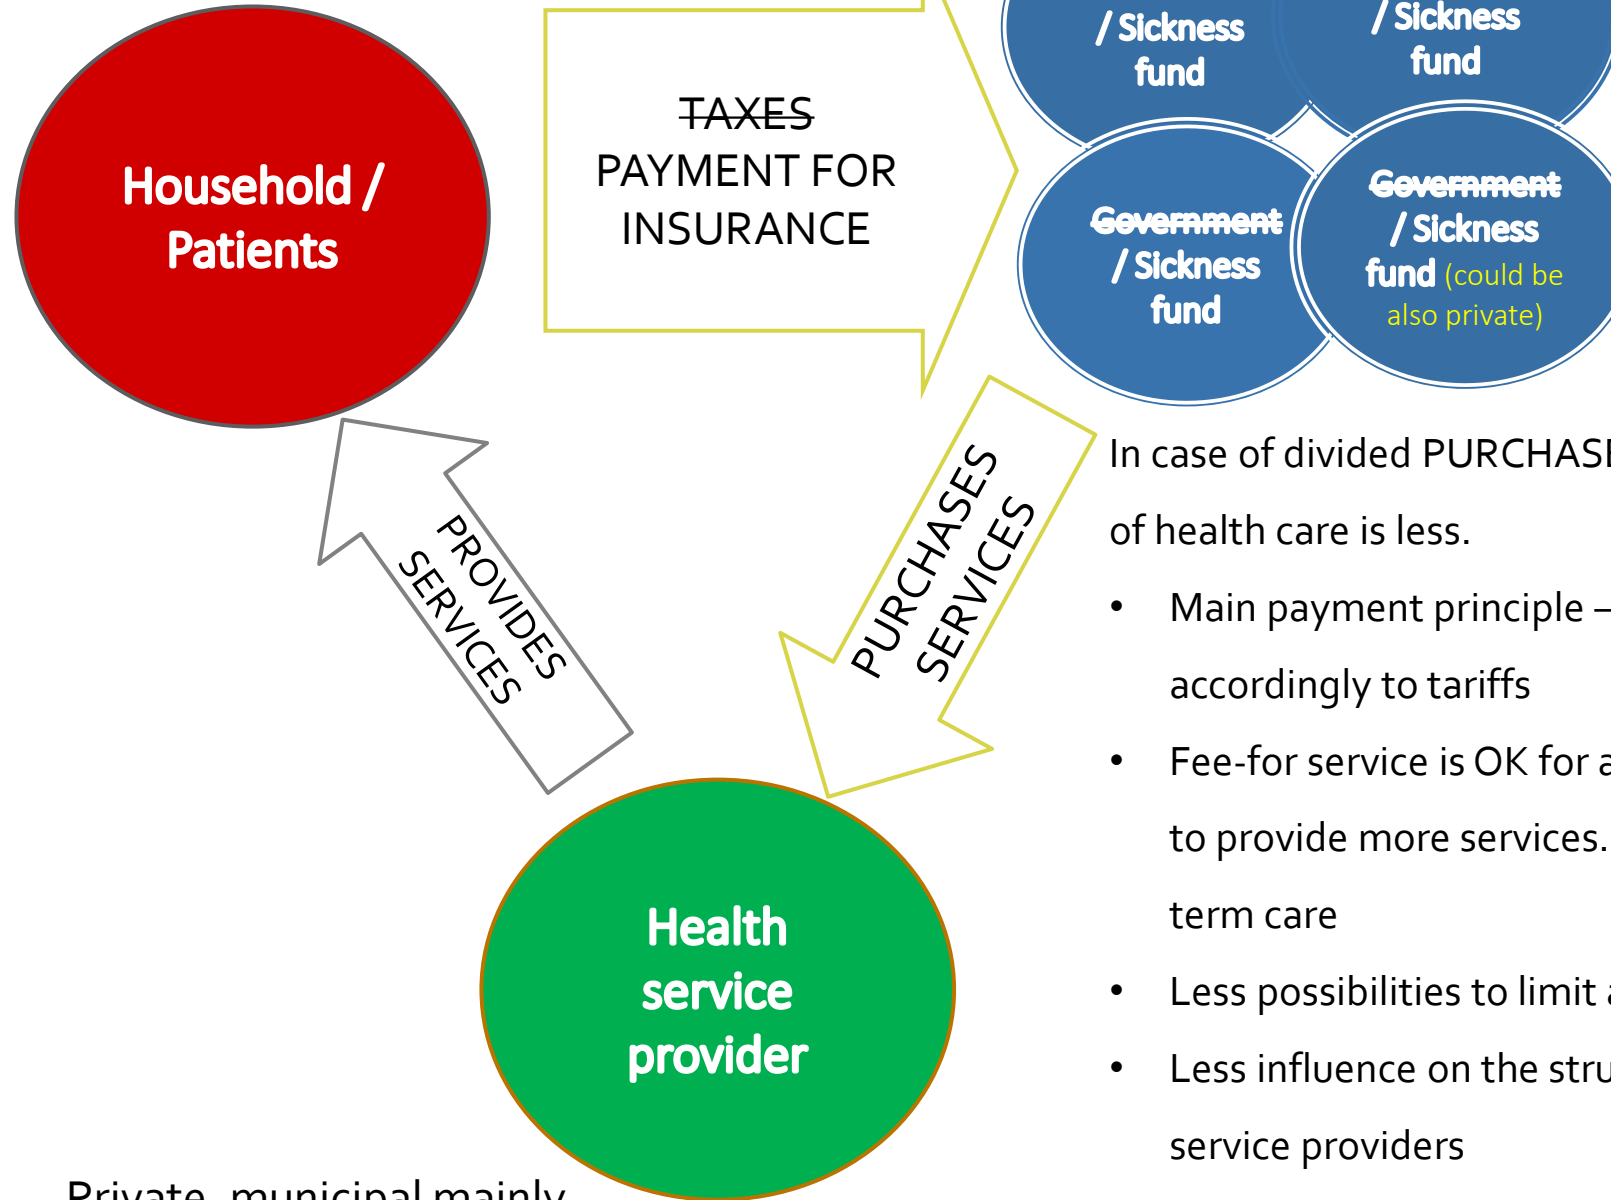 / Sickness
fund
/ Sickness
fund
TAXES
PAYMENT FOR
INSURANCE
Household /
Patients
Government
/ Sickness
fund
Government
/ Sickness
fund (could be
also private)
PURCHASES
SERVICES
PROVIDES
SERVICES
In case of divided
of health care is less.
• Main payment principle –
accordingly to tariffs
• Fee-for service is OK for
to provide more services.
term care
• Less possibilities to limit
• Less influence on the
service providers
Health
service
provider
Private, municipal mainly